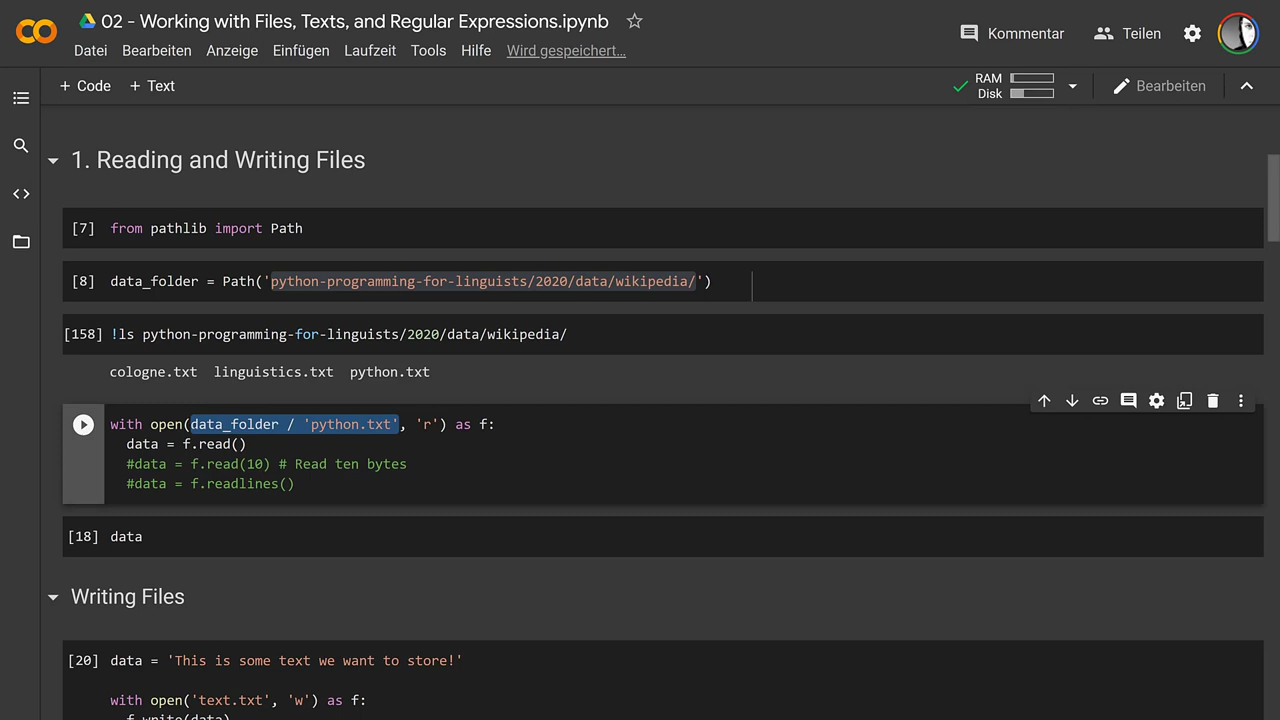 02 - Working with Files, Texts, and Regular Expressions.ipynb
Datei Bearbeiten Anzeige Einfügen Laufzeit Tools Hilfe Wird gespeichert…
Kommentar Teilen
+ Code + Text
RAM
Disk
Bearbeiten
1. Reading and Writing Files
[7] from pathlib import Path
[8] data_folder = Path('python-programming-for-linguists/2020/data/wikipedia/')
[158] !ls python-programming-for-linguists/2020/data/wikipedia/
cologne.txt linguistics.txt python.txt
with open(data_folder / 'python.txt', 'r') as f:
data = f.read()
#data = f.read(10) # Read ten bytes
#data = f.readlines()
[18] data
Writing Files
[20] data = 'This is some text we want to store!'
with open('text.txt', 'w') as f:
f.write(data)